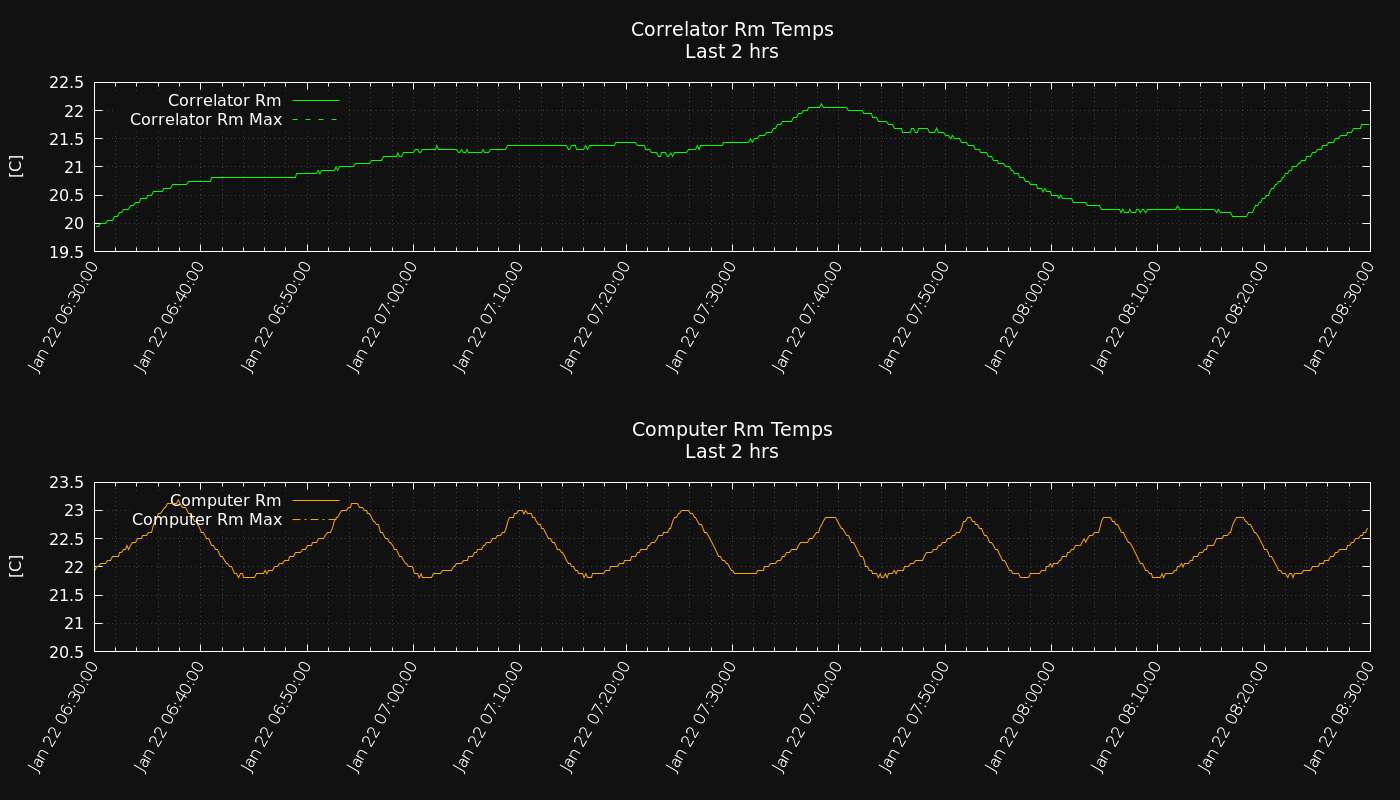 Correlator Rm Temps
Last 2 hrs
22.5
22
21.5
21
20.5
20
19.5
[C]
Correlator Rm
Correlator Rm Max
Jan 22 06:30:00
Jan 22 06:40:00
Jan 22 06:50:00
Jan 22 07:00:00
Jan 22 07:10:00
Jan 22 07:20:00
Jan 22 07:30:00
Jan 22 07:40:00
Jan 22 07:50:00
Jan 22 08:00:00
Jan 22 08:10:00
Jan 22 08:20:00
Jan 22 08:30:00
Computer Rm Temps
Last 2 hrs
23.5
23
22.5
22
21.5
21
20.5
[C]
Computer Rm
Computer Rm Max
Jan 22 06:30:00
Jan 22 06:40:00
Jan 22 06:50:00
Jan 22 07:00:00
Jan 22 07:10:00
Jan 22 07:20:00
Jan 22 07:30:00
Jan 22 07:40:00
Jan 22 07:50:00
Jan 22 08:00:00
Jan 22 08:10:00
Jan 22 08:20:00
Jan 22 08:30:00